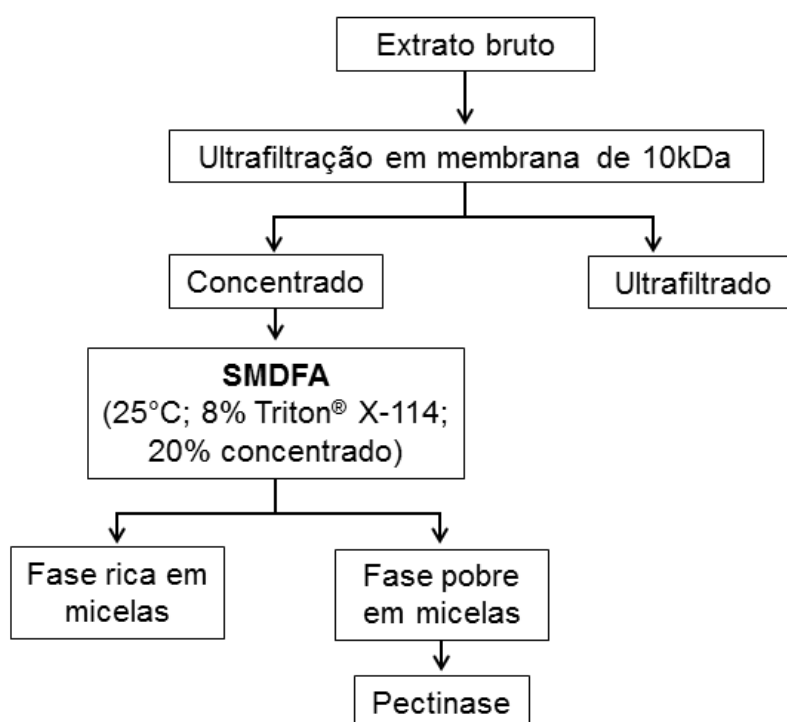 Extrato bruto
Ultrafiltração em membrana de 10kDa
Concentrado
Ultrafiltrado
SMDFA
(25°C; 8% Triton® X-114;
20% concentrado)
Fase rica em
micelas
Fase pobre
em micelas
Pectinase